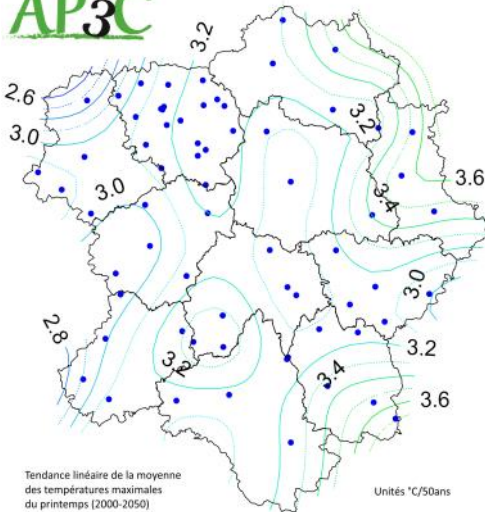 AP3C
3.2
2.6
3.0
3.2
3.0
3.6
3.4
3.0
2.8
3.2
3.2
3.4
3.6
Tendance linéaire de la moyenne
des températures maximales
du printemps (2000-2050)
Unités °C/50ans